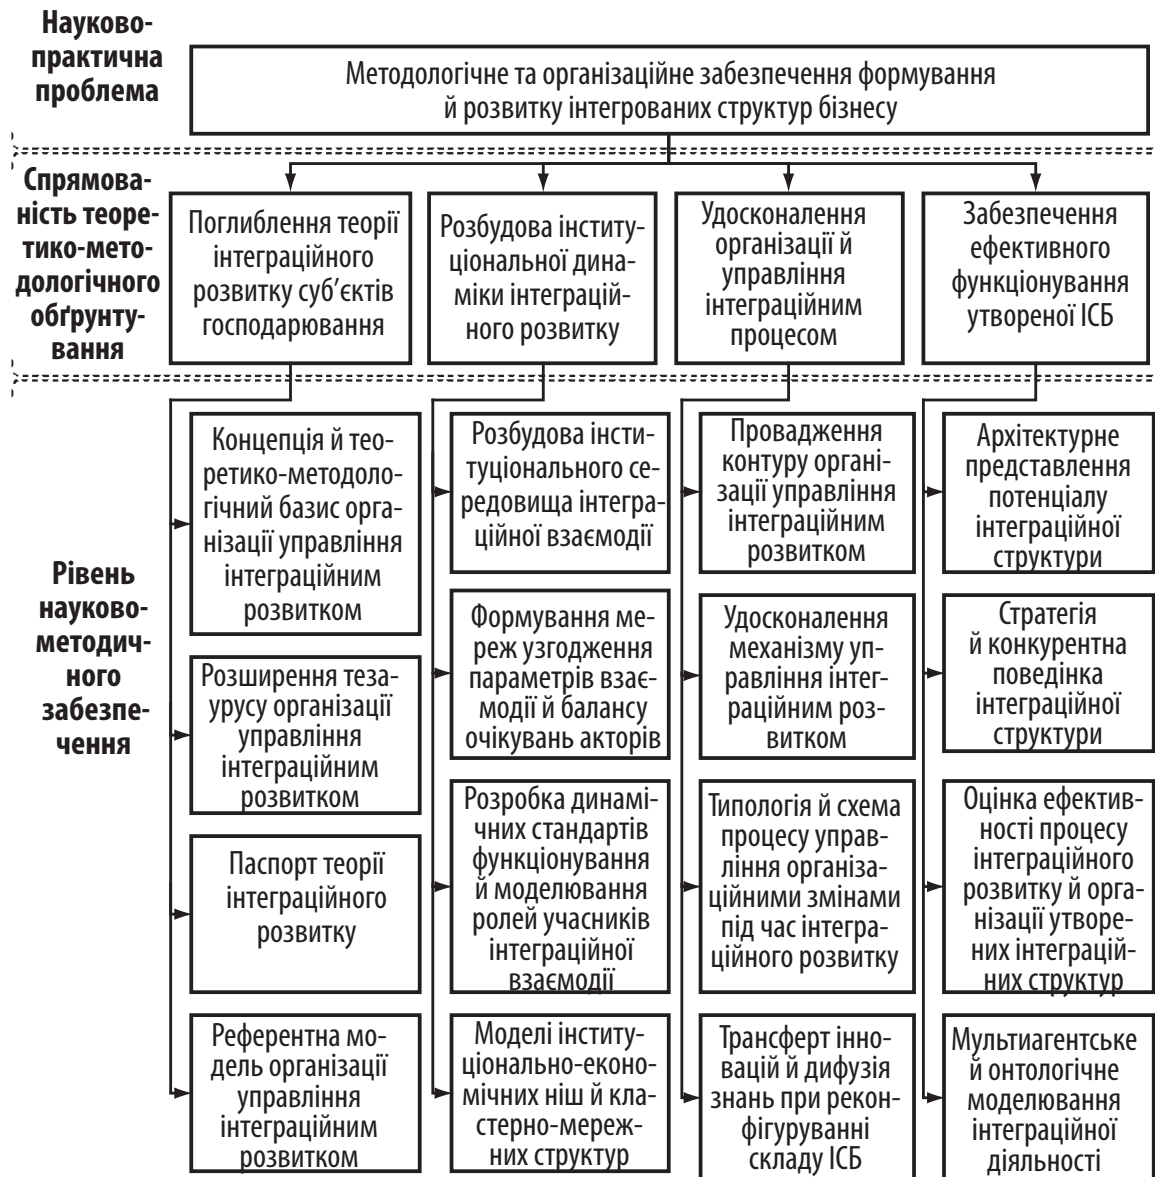 Науково-
практична
проблема
Методологічне та організаційне забезпечення формування
й розвитку інтегрованих структур бізнесу
Спрямова-
ність теоре-
тико-мето-
дологічного
обґрунту-
вання
Поглиблення теорії
інтеграційного
розвитку суб’єктів
господарювання
Розбудова інститу-
ціональної дина-
міки інтеграцій-
ного розвитку
Удосконалення
організації й
управління
інтеграційним
процесом
Забезпечення
ефективного
функціонування
утвореної ІСБ
Рівень
науково-
методич-
ного
забезпе-
чення
Концепція й тео-
ретико-методоло-
гічний базис орга-
нізації управління
інтеграційним
розвитком
Розширення теза-
урусу організації
управління
інтеграційним
розвитком
Паспорт теорії
інтеграційного
розвитку
Референтна мо-
дель організації
управління
інтеграційним
розвитком
Розбудова інсти-
туціонального се-
редовища інтегра-
ційної взаємодії
Формування ме-
реж узгодження
параметрів взає-
модії й балансу
очікувань акторів
Розробка динамі-
чних стандартів
функціонування
й моделювання
ролей учасників
інтеграційної
взаємодії
Моделі інститу-
ціонально-еконо-
мічних ніш й кла-
стерно-мереж-
них структур
Провадження
контуру органі-
зації управління
інтеграційним
розвитком
Удосконалення
механізму уп-
равління інтег-
раційним роз-
витком
Типологія й схема
процесу управ-
ління організа-
ційними змінами
під час інтегра-
ційного розвитку
Трансферт інно-
вацій й дифузія
знань при рекон-
фігуруванні
складу ІСБ
Архітектурне
представлення
потенціалу
інтеграційної
структури
Стратегія
й конкурентна
поведінка
інтеграційної
структури
Оцінка ефектив-
ності процесу
інтеграційного
розвитку й орга-
нізації утворе-
них інтеграцій-
них структур
Мультиагентське
й онтологічне
моделювання
інтеграційної
діяльності